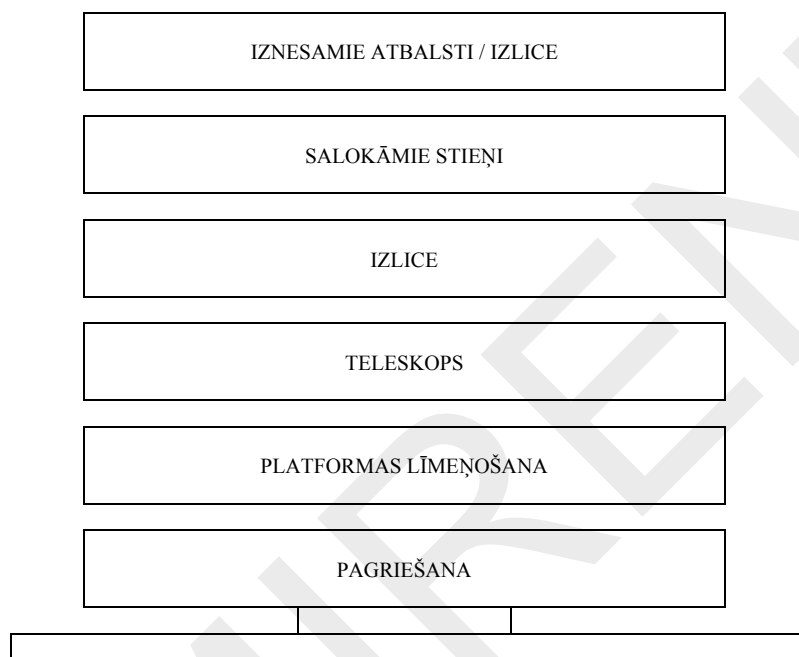 IZNESAMIE ATBALSTI / IZLICE
SALOKĀMIE STIEŅI
IZLICE
TELESKOPS
PLATFORMAS LĪMEŅOŠANA
PAGRIEŠANA